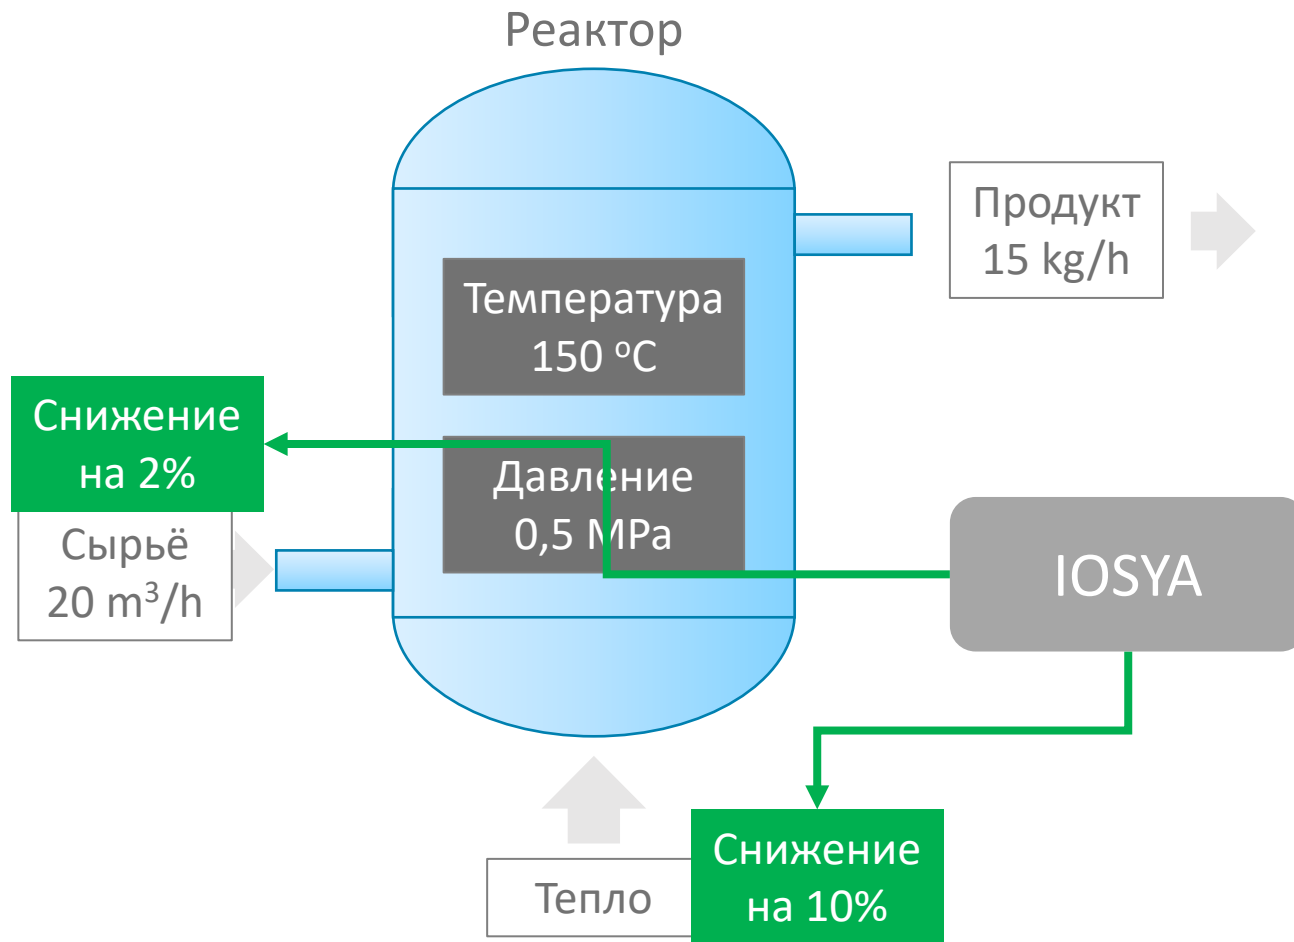 Реактор
Продукт
15 kg/h
Температура
150 ºC
Снижение
на 2%
Давление
0,5 MPa
Сырьё
20 m³/h
IOSYA
Снижение
на 10%
Тепло